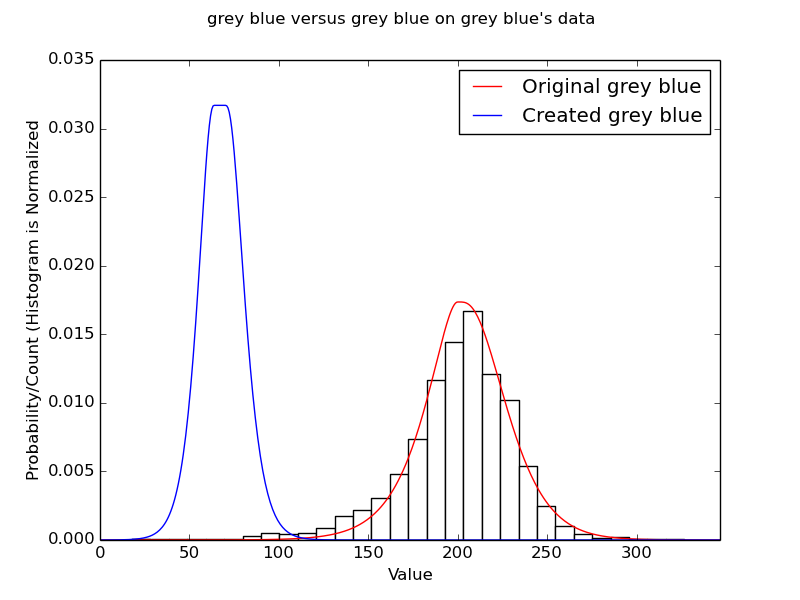 grey blue versus grey blue on grey blue's data
0.035
0.030
0.025
0.020
0.015
0.010
0.005
0.000
Probability/Count (Histogram is Normalized
Original grey blue
Created grey blue
0 50 100 150 200 250 300
Value